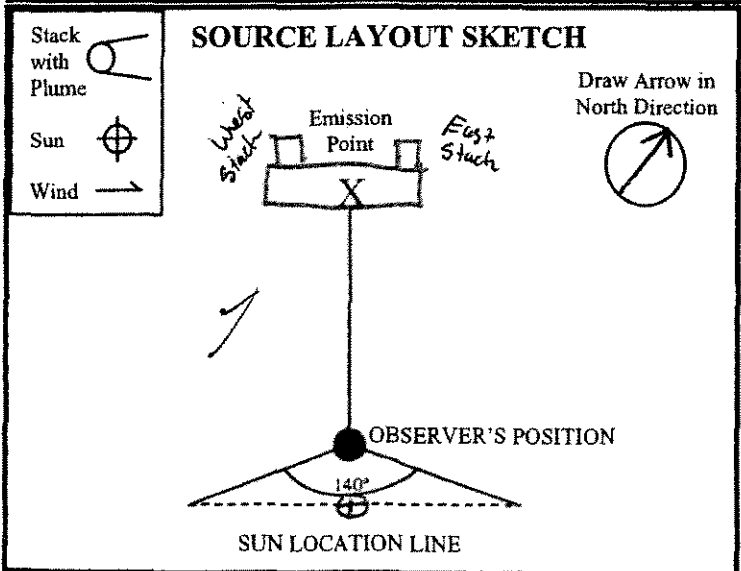 Stack
with
Plume
Sun
Wind
SOURCE LAYOUT SKETCH
Draw Arrow in
North Direction
West
Stack
Emission
Point
East
Stack
X
OBSERVER'S POSITION
140°
SUN LOCATION LINE